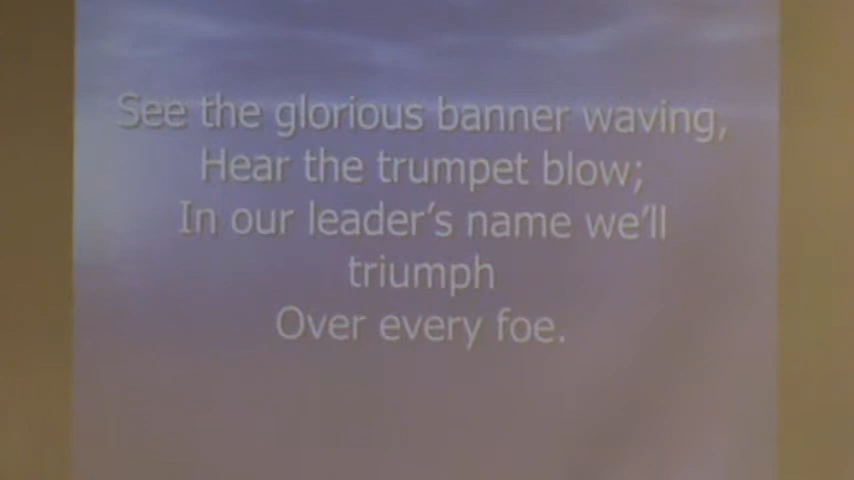 See the glorious banner waving,
Hear the trumpet blow;
In our leader’s name we’ll
triumph
Over every foe.